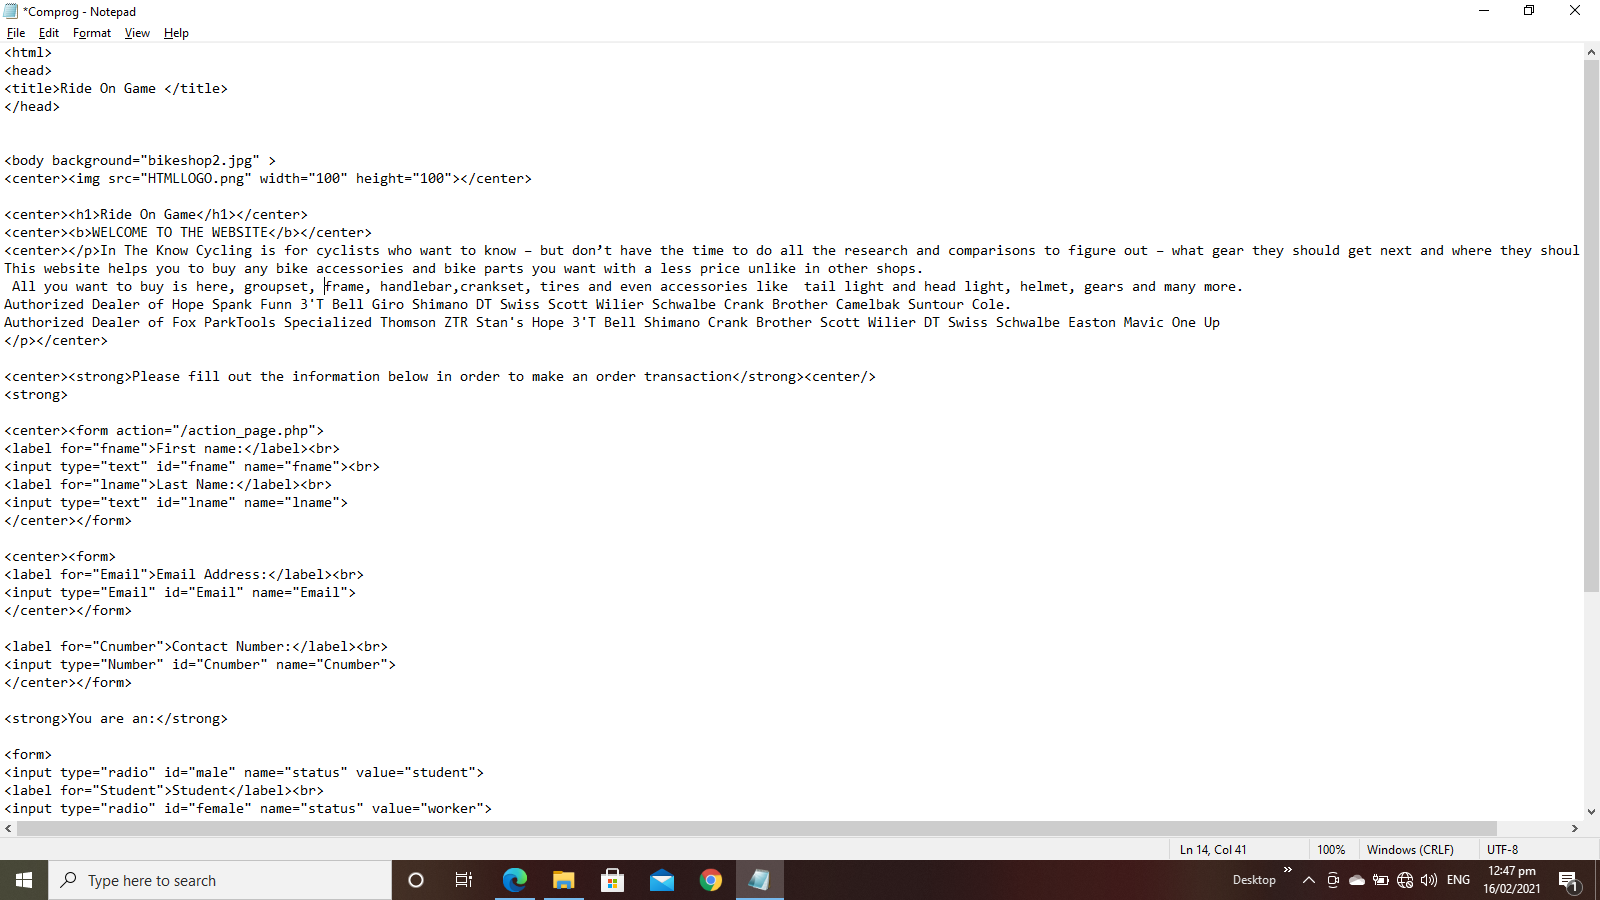 *Comprog - Notepad
File Edit Format View Help
<html>
<head>
<title>Ride On Game </title>
</head>
<body background="bikeshop2.jpg" >
<center><img src="HTMLLOGO.png" width="100" height="100"></center>
<center><h1>Ride On Game</h1></center>
<center><b>WELCOME TO THE WEBSITE</b></center>
<center></p>In The Know Cycling is for cyclists who want to know – but don’t have the time to do all the research and comparisons to figure out – what gear they should get next and where they shoul
This website helps you to buy any bike accessories and bike parts you want with a less price unlike in other shops.
All you want to buy is here, groupset, frame, handlebar,crankset, tires and even accessories like  tail light and head light, helmet, gears and many more.
Authorized Dealer of Hope Spank Funn 3'T Bell Giro Shimano DT Swiss Scott Wilier Schwalbe Crank Brother Camelbak Suntour Cole.
Authorized Dealer of Fox ParkTools Specialized Thomson ZTR Stan's Hope 3'T Bell Shimano Crank Brother Scott Wilier DT Swiss Schwalbe Easton Mavic One Up
</p></center>
<center><strong>Please fill out the information below in order to make an order transaction</strong><center/>
<strong>
<center><form action="/action_page.php">
<label for="fname">First name:</label><br>
<input type="text" id="fname" name="fname"><br>
<label for="lname">Last Name:</label><br>
<input type="text" id="lname" name="lname">
</center></form>
<center><form>
<label for="Email">Email Address:</label><br>
<input type="Email" id="Email" name="Email">
</center></form>
<label for="Cnumber">Contact Number:</label><br>
<input type="Number" id="Cnumber" name="Cnumber">
</center></form>
<strong>You are an:</strong>
<form>
<input type="radio" id="male" name="status" value="student">
<label for="Student">Student</label><br>
<input type="radio" id="female" name="status" value="worker">
Ln 14, Col 41 100% Windows (CRLF) UTF-8
Type here to search
Desktop
ENG
12:47 pm
16/02/2021
1